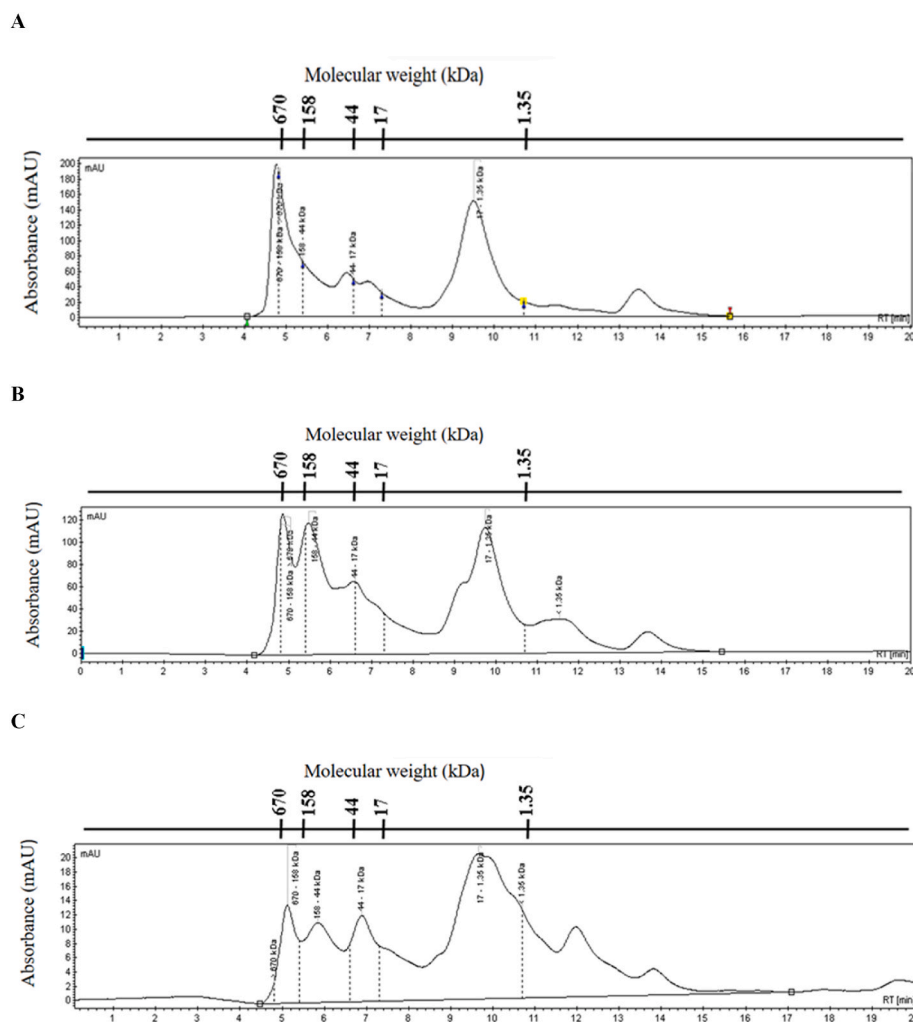 A
Molecular weight (kDa)
670 158 44 17 1.35
Absorbance (mAU)
mAU
200
180
160
140
120
100
80
60
40
20
0
670 - 158 kDa
> 670 kDa
158 - 44 kDa
44 - 17 kDa
17 - 1.35 kDa
RT [min]
1 2 3 4 5 6 7 8 9 10 11 12 13 14 15 16 17 18 19 20
B
Molecular weight (kDa)
670 158 44 17 1.35
Absorbance (mAU)
mAU
120
100
80
60
40
20
0
670 - 158 kDa
> 670 kDa
158 - 44 kDa
44 - 17 kDa
17 - 1.35 kDa
< 1.35 kDa
RT [min]
0 1 2 3 4 5 6 7 8 9 10 11 12 13 14 15 16 17 18 19 20
C
Molecular weight (kDa)
670 158 44 17 1.35
Absorbance (mAU)
mAU
20
18
16
14
12
10
8
6
4
2
0
> 670 kDa
670 - 158 kDa
158 - 44 kDa
44 - 17 kDa
17 - 1.35 kDa
< 1.35 kDa
RT [min]
1 2 3 4 5 6 7 8 9 10 11 12 13 14 15 16 17 18 19 20